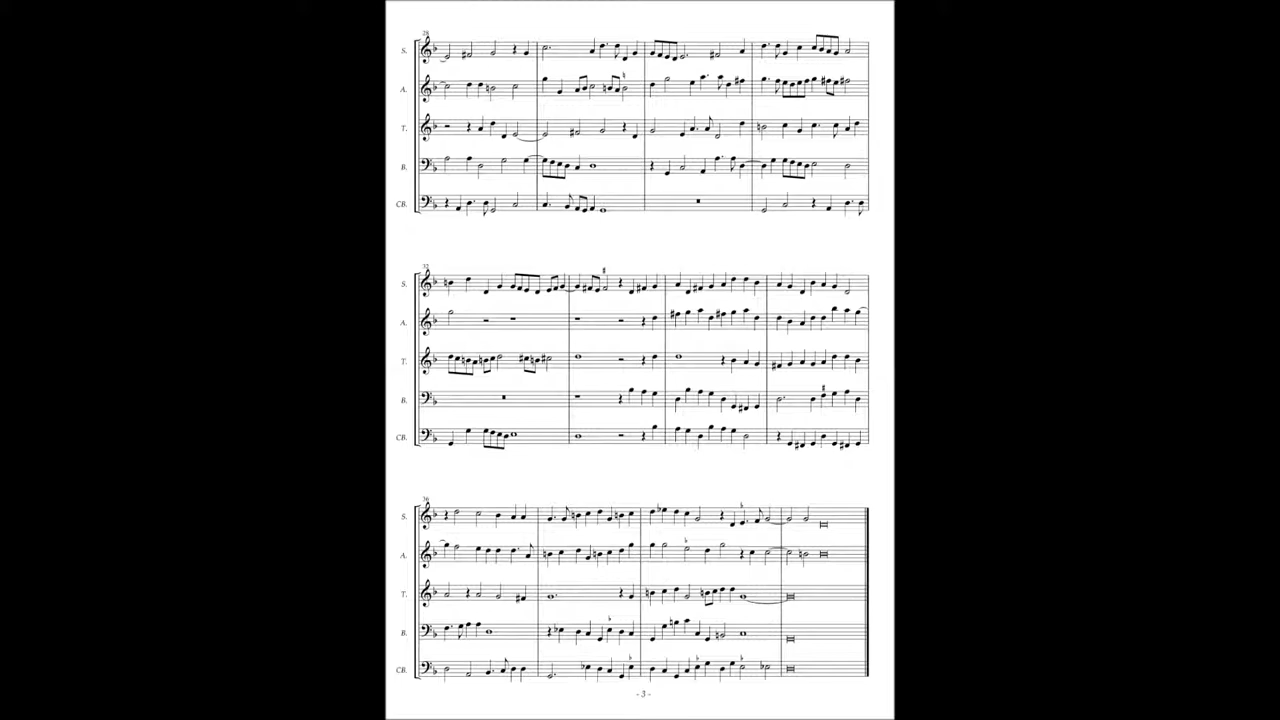 28
S.
A.
T.
B.
CB.
32
S.
A.
T.
B.
CB.
36
S.
A.
T.
B.
CB.
- 3 -